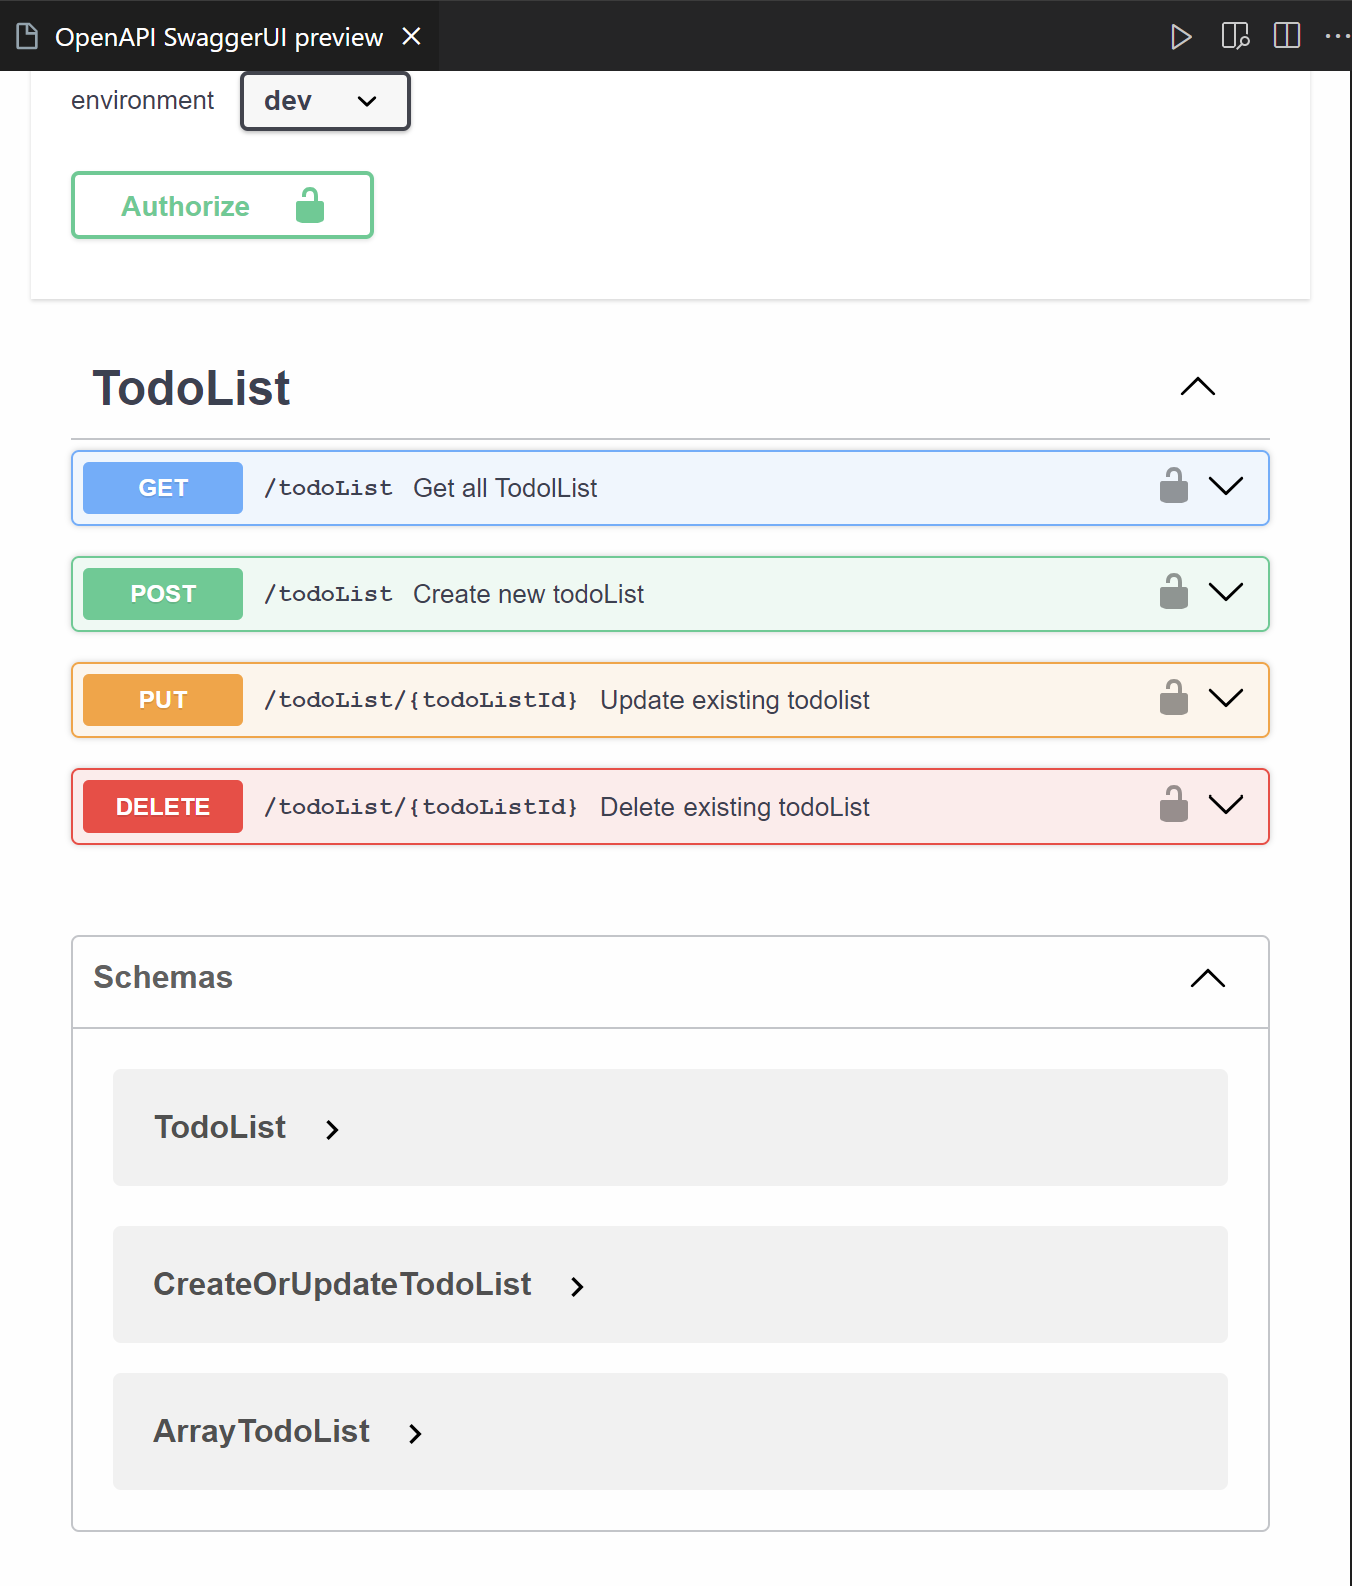 OpenAPI SwaggerUI preview
environment dev
Authorize
TodoList
GET /todoList Get all TodolList
POST /todoList Create new todoList
PUT /todoList/{todoListId} Update existing todolist
DELETE /todoList/{todoListId} Delete existing todoList
Schemas
TodoList
CreateOrUpdateTodoList
ArrayTodoList